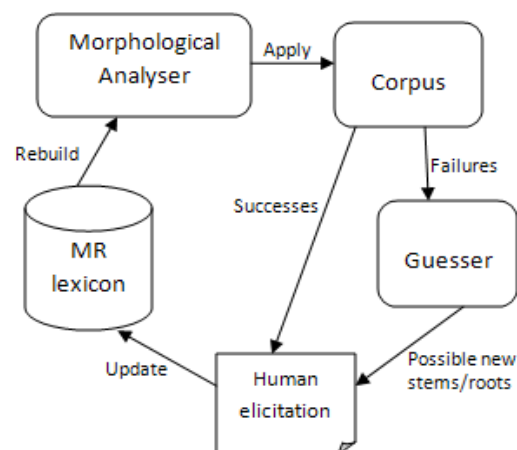 Morphological
Analyser
Apply
Corpus
Rebuild
Failures
Successes
MR
lexicon
Guesser
Update
Human
elicitation
Possible new
stems/roots